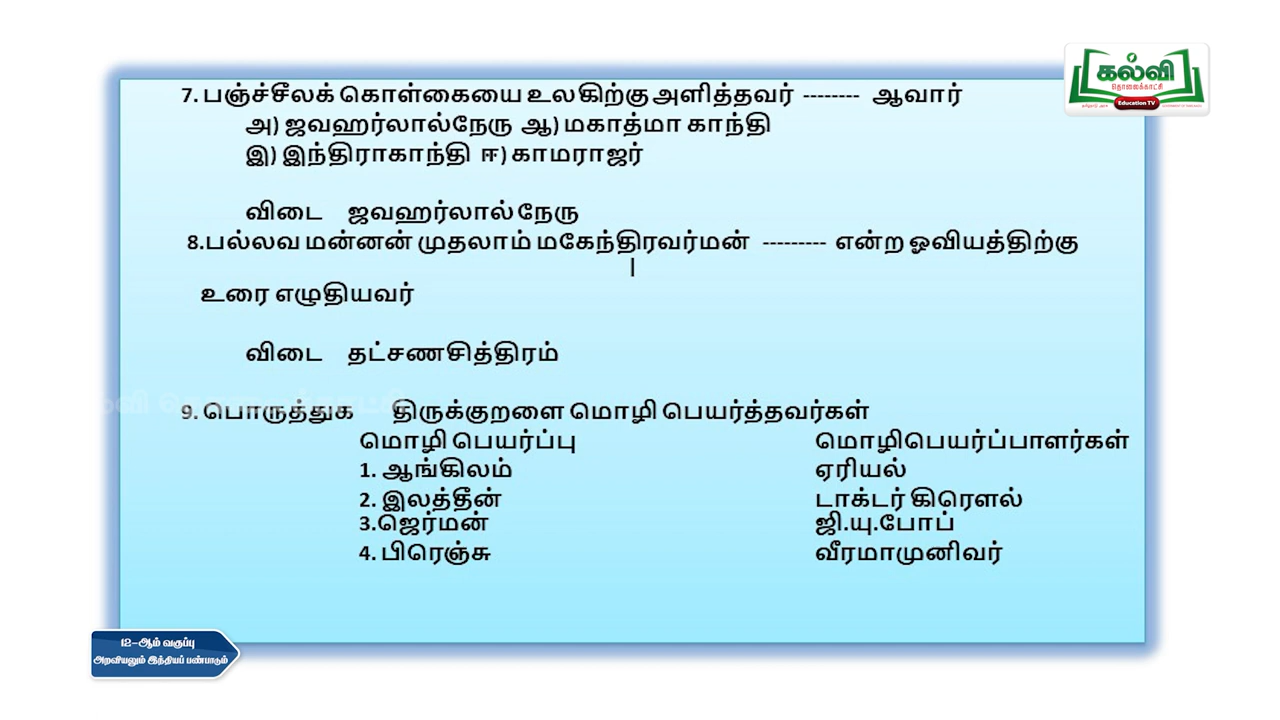 கல்வி
தொலைக்காட்சி
Education TV
7. பஞ்ச்சீலக் கொள்கையை உலகிற்கு அளித்தவர் -------- ஆவார்
அ) ஜவஹர்லால்நேரு ஆ) மகாத்மா காந்தி
இ) இந்திராகாந்தி ஈ) காமராஜர்
விடை ஜவஹர்லால்நேரு
8.பல்லவ மன்னன் முதலாம் மகேந்திரவர்மன் --------- என்ற ஓவியத்திற்கு
உரை எழுதியவர்
விடை தட்சணசித்திரம்
9. பொருத்துக திருக்குறளை மொழி பெயர்த்தவர்கள்
மொழி பெயர்ப்பு மொழிபெயர்ப்பாளர்கள்
1. ஆங்கிலம் ஏரியல்
2. இலத்தீன் டாக்டர் கிரௌல்
3.ஜெர்மன் ஜி.யு.போப்
4. பிரெஞ்சு வீரமாமுனிவர்
12-ஆம் வகுப்பு
அறவியலும் இந்தியப் பண்பாடும்